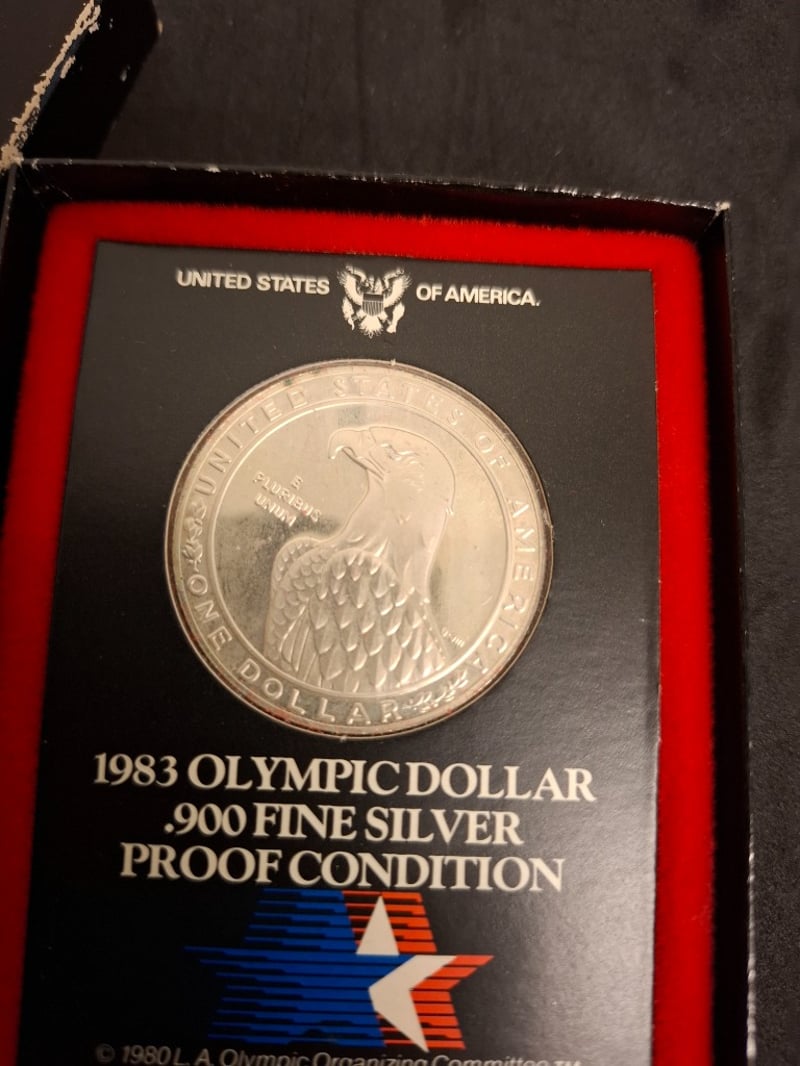 UNITED STATES OF AMERICA.
UNITED STATES OF AMERICA
E
PLURIBUS
UNUM
ONE DOLLAR
1983 OLYMPIC DOLLAR
.900 FINE SILVER
PROOF CONDITION
© 1980 L.A. Olympic Organizing Committee TM